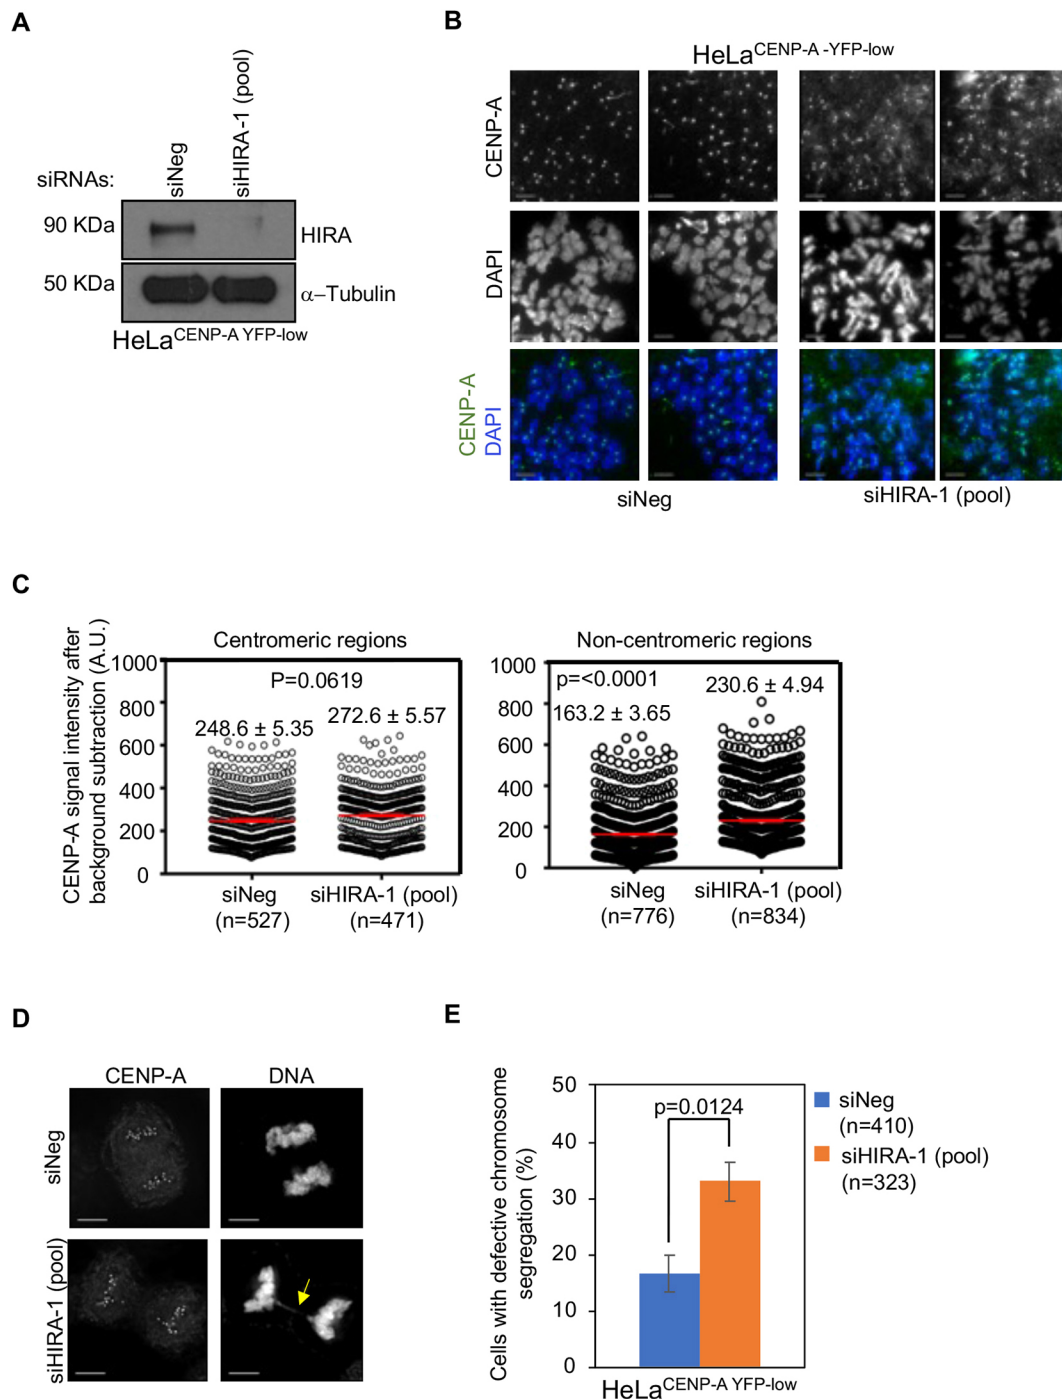 A
siRNAs:
siNeg
siHIRA-1 (pool)
90 KDa
HIRA
50 KDa
α–Tubulin
HeLaCENP-A YFP-low
B
HeLaCENP-A -YFP-low
CENP-A
DAPI
CENP-A
DAPI
siNeg
siHIRA-1 (pool)
C
CENP-A signal intensity after
background subtraction (A.U.)
Centromeric regions
1000
800
600
400
200
0
P=0.0619
248.6 ± 5.35
272.6 ± 5.57
siNeg
(n=527)
siHIRA-1 (pool)
(n=471)
Non-centromeric regions
1000
800
600
400
200
0
p=<0.0001
163.2 ± 3.65
230.6 ± 4.94
siNeg
(n=776)
siHIRA-1 (pool)
(n=834)
D
CENP-A
DNA
siNeg
siHIRA-1 (pool)
E
Cells with defective chromosome
segregation (%)
50
40
30
20
10
0
p=0.0124
siNeg
(n=410)
siHIRA-1 (pool)
(n=323)
HeLaCENP-A YFP-low